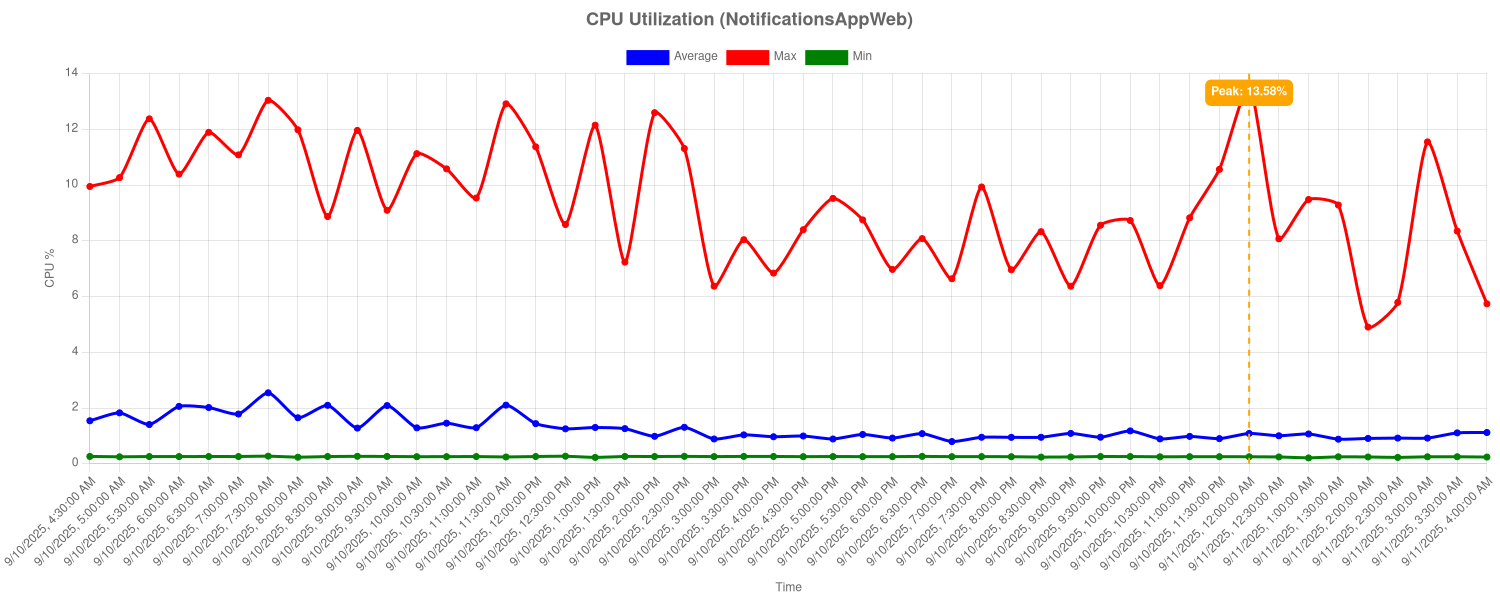 CPU Utilization (NotificationsAppWeb)
Average Max Min
Peak: 13.58%
14
12
10
8
6
4
2
0
CPU %
9/10/2025, 4:30:00 AM
9/10/2025, 5:00:00 AM
9/10/2025, 5:30:00 AM
9/10/2025, 6:00:00 AM
9/10/2025, 6:30:00 AM
9/10/2025, 7:00:00 AM
9/10/2025, 7:30:00 AM
9/10/2025, 8:00:00 AM
9/10/2025, 8:30:00 AM
9/10/2025, 9:00:00 AM
9/10/2025, 9:30:00 AM
9/10/2025, 10:00:00 AM
9/10/2025, 10:30:00 AM
9/10/2025, 11:00:00 AM
9/10/2025, 11:30:00 AM
9/10/2025, 12:00:00 PM
9/10/2025, 12:30:00 PM
9/10/2025, 1:00:00 PM
9/10/2025, 1:30:00 PM
9/10/2025, 2:00:00 PM
9/10/2025, 2:30:00 PM
9/10/2025, 3:00:00 PM
9/10/2025, 3:30:00 PM
9/10/2025, 4:00:00 PM
9/10/2025, 4:30:00 PM
9/10/2025, 5:00:00 PM
9/10/2025, 5:30:00 PM
9/10/2025, 6:00:00 PM
9/10/2025, 6:30:00 PM
9/10/2025, 7:00:00 PM
9/10/2025, 7:30:00 PM
9/10/2025, 8:00:00 PM
9/10/2025, 8:30:00 PM
9/10/2025, 9:00:00 PM
9/10/2025, 9:30:00 PM
9/10/2025, 10:00:00 PM
9/10/2025, 10:30:00 PM
9/10/2025, 11:00:00 PM
9/10/2025, 11:30:00 PM
9/11/2025, 12:00:00 AM
9/11/2025, 12:30:00 AM
9/11/2025, 1:00:00 AM
9/11/2025, 1:30:00 AM
9/11/2025, 2:00:00 AM
9/11/2025, 2:30:00 AM
9/11/2025, 3:00:00 AM
9/11/2025, 3:30:00 AM
9/11/2025, 4:00:00 AM
Time